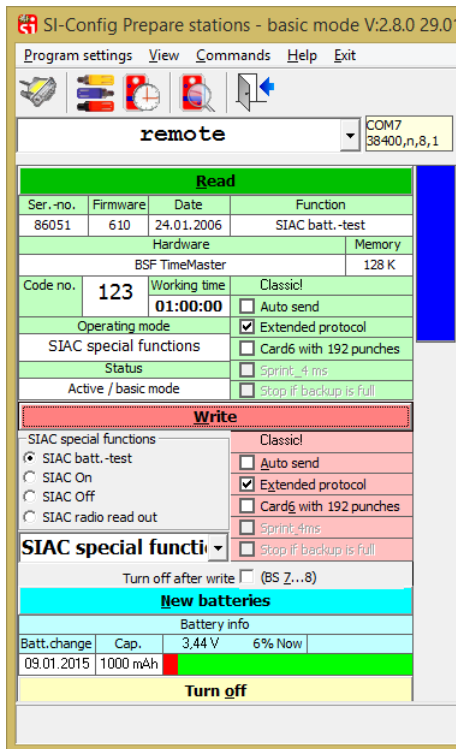 SI-Config Prepare stations - basic mode V:2.8.0 29.01
Program settings View Commands Help Exit
remote
COM7
38400,n,8,1
Read
Ser.-no. Firmware Date Function
86051 610 24.01.2006 SIAC batt.-test
Hardware Memory
BSF TimeMaster 128 K
Code no. 123 Working time Classic!
01:00:00 Auto send
Operating mode Extended protocol
SIAC special functions Card6 with 192 punches
Status Sprint_4 ms
Active / basic mode Stop if backup is full
Write
SIAC special functions Classic!
SIAC batt.-test Auto send
SIAC On Extended protocol
SIAC Off Card6 with 192 punches
SIAC radio read out Sprint_4ms
SIAC special functi Stop if backup is full
Turn off after write (BS 7...8)
New batteries
Battery info
Batt.change Cap. 3,44 V 6% Now
09.01.2015 1000 mAh
Turn off